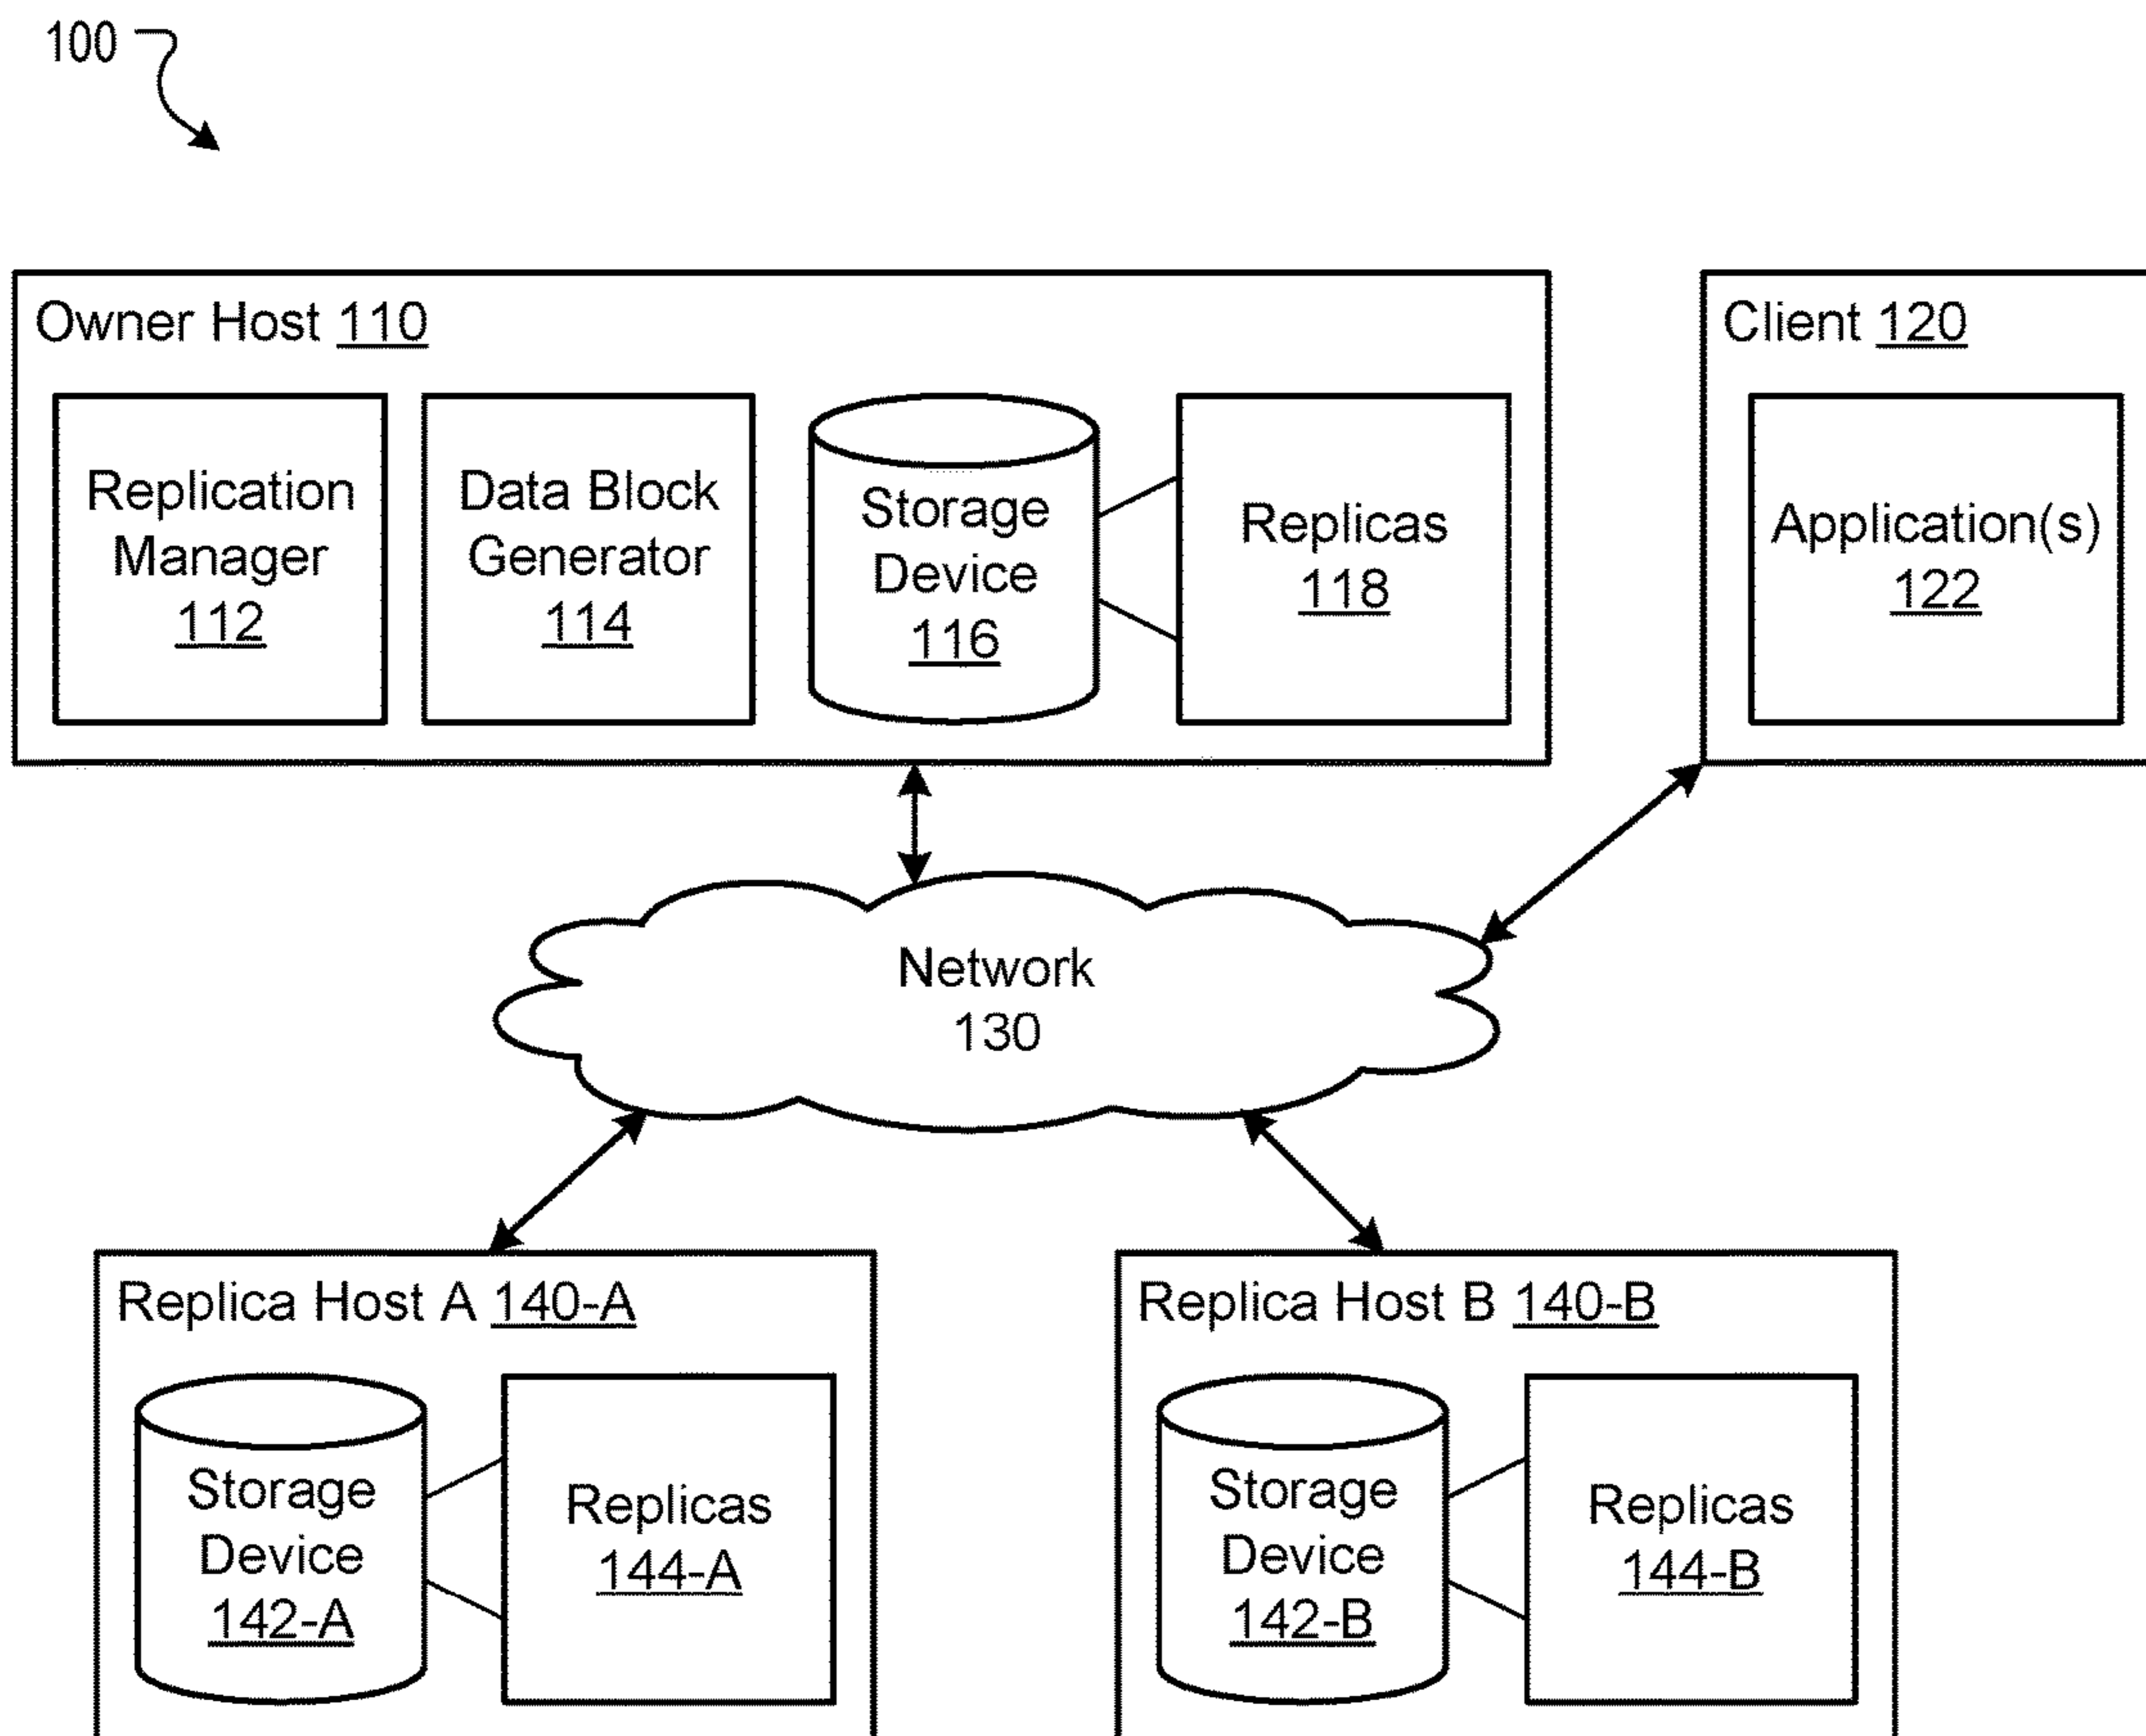 100
Owner Host 110
Replication
Manager
112
Data Block
Generator
114
Storage
Device
116
Replicas
118
Client 120
Application(s)
122
Network
130
Replica Host A 140-A
Storage
Device
142-A
Replicas
144-A
Replica Host B 140-B
Storage
Device
142-B
Replicas
144-B